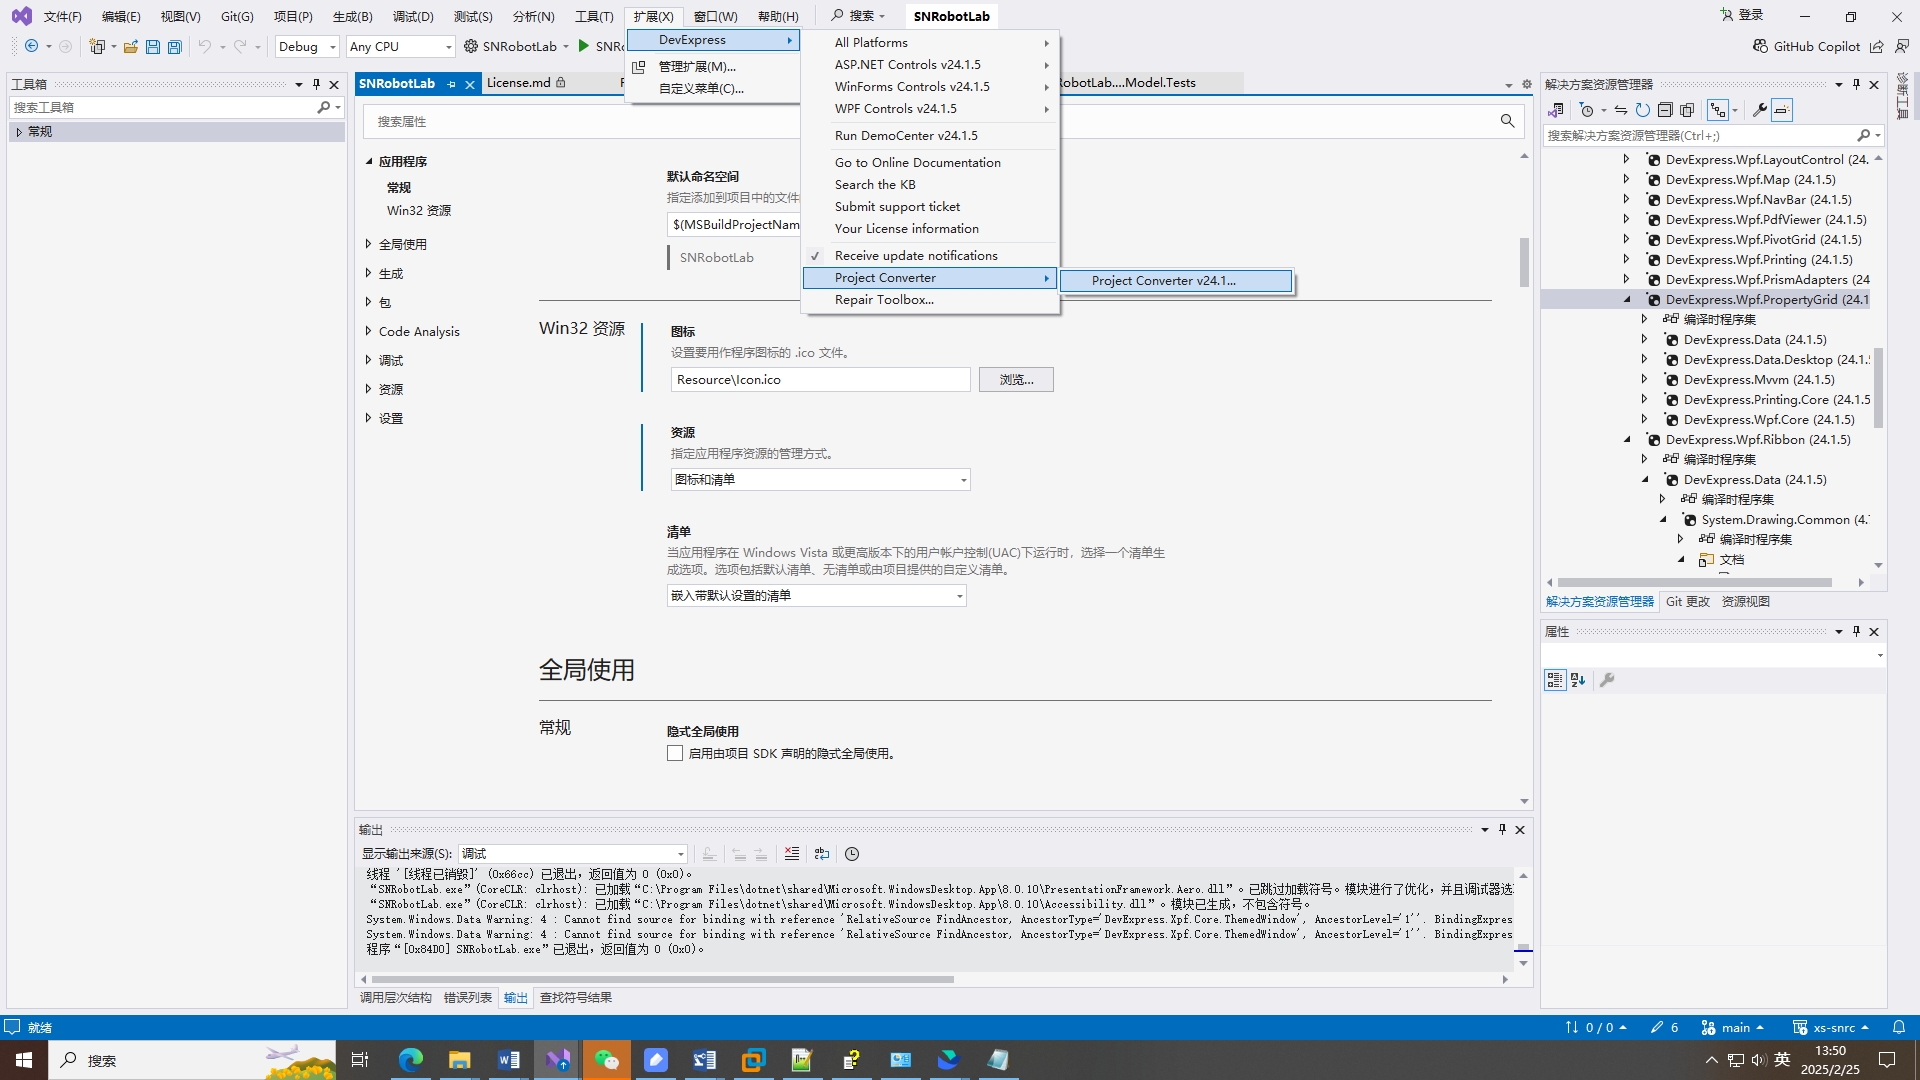 文件(F) 编辑(E) 视图(V) Git(G) 项目(P) 生成(B) 调试(D) 测试(S) 分析(N) 工具(T) 扩展(X) 窗口(W) 帮助(H) 搜索 SNRobotLab 登录
Debug Any CPU SNRobotLab SNRo GitHub Copilot
DevExpress
管理扩展(M)...
自定义菜单(C)...
All Platforms
ASP.NET Controls v24.1.5
WinForms Controls v24.1.5
WPF Controls v24.1.5
Run DemoCenter v24.1.5
Go to Online Documentation
Search the KB
Submit support ticket
Your License information
Receive update notifications
Project Converter
Repair Toolbox...
Project Converter v24.1...
工具箱
搜索工具箱
常规
SNRobotLab License.md obotLab....Model.Tests
搜索属性
应用程序
常规
Win32 资源
全局使用
生成
包
Code Analysis
调试
资源
设置
默认命名空间
指定添加到项目中的文件的
$(MSBuildProjectNam
SNRobotLab
Win32 资源
图标
设置要用作程序图标的 .ico 文件。
Resource\Icon.ico 浏览...
资源
指定应用程序资源的管理方式。
图标和清单
清单
当应用程序在 Windows Vista 或更高版本下的用户帐户控制(UAC)下运行时，选择一个清单生
成选项。选项包括默认清单、无清单或由项目提供的自定义清单。
嵌入带默认设置的清单
全局使用
常规
隐式全局使用
启用由项目 SDK 声明的隐式全局使用。
输出
显示输出来源(S): 调试
线程 '[线程已销毁]' (0x66cc) 已退出，返回值为 0 (0x0)。
“SNRobotLab.exe”(CoreCLR: clrhost): 已加载“C:\Program Files\dotnet\shared\Microsoft.WindowsDesktop.App\8.0.10\PresentationFramework.Aero.dll”。已跳过加载符号。模块进行了优化，并且调试器选
“SNRobotLab.exe”(CoreCLR: clrhost): 已加载“C:\Program Files\dotnet\shared\Microsoft.WindowsDesktop.App\8.0.10\Accessibility.dll”。模块已生成，不包含符号。
System.Windows.Data Warning: 4 : Cannot find source for binding with reference 'RelativeSource FindAncestor, AncestorType='DevExpress.Xpf.Core.ThemedWindow', AncestorLevel='1''. BindingExpres
System.Windows.Data Warning: 4 : Cannot find source for binding with reference 'RelativeSource FindAncestor, AncestorType='DevExpress.Xpf.Core.ThemedWindow', AncestorLevel='1''. BindingExpres
程序“[0x84D0] SNRobotLab.exe”已退出，返回值为 0 (0x0)。
调用层次结构 错误列表 输出 查找符号结果
解决方案资源管理器
搜索解决方案资源管理器(Ctrl+;)
DevExpress.Wpf.LayoutControl (24.
DevExpress.Wpf.Map (24.1.5)
DevExpress.Wpf.NavBar (24.1.5)
DevExpress.Wpf.PdfViewer (24.1.5)
DevExpress.Wpf.PivotGrid (24.1.5)
DevExpress.Wpf.Printing (24.1.5)
DevExpress.Wpf.PrismAdapters (24
DevExpress.Wpf.PropertyGrid (24.1
编译时程序集
DevExpress.Data (24.1.5)
DevExpress.Data.Desktop (24.1.5
DevExpress.Mvvm (24.1.5)
DevExpress.Printing.Core (24.1.5
DevExpress.Wpf.Core (24.1.5)
DevExpress.Wpf.Ribbon (24.1.5)
编译时程序集
DevExpress.Data (24.1.5)
编译时程序集
System.Drawing.Common (4.
编译时程序集
文档
解决方案资源管理器 Git 更改 资源视图
属性
诊断工具
就绪 0 / 0 6 main xs-snrc
搜索 英 13:50
2025/2/25